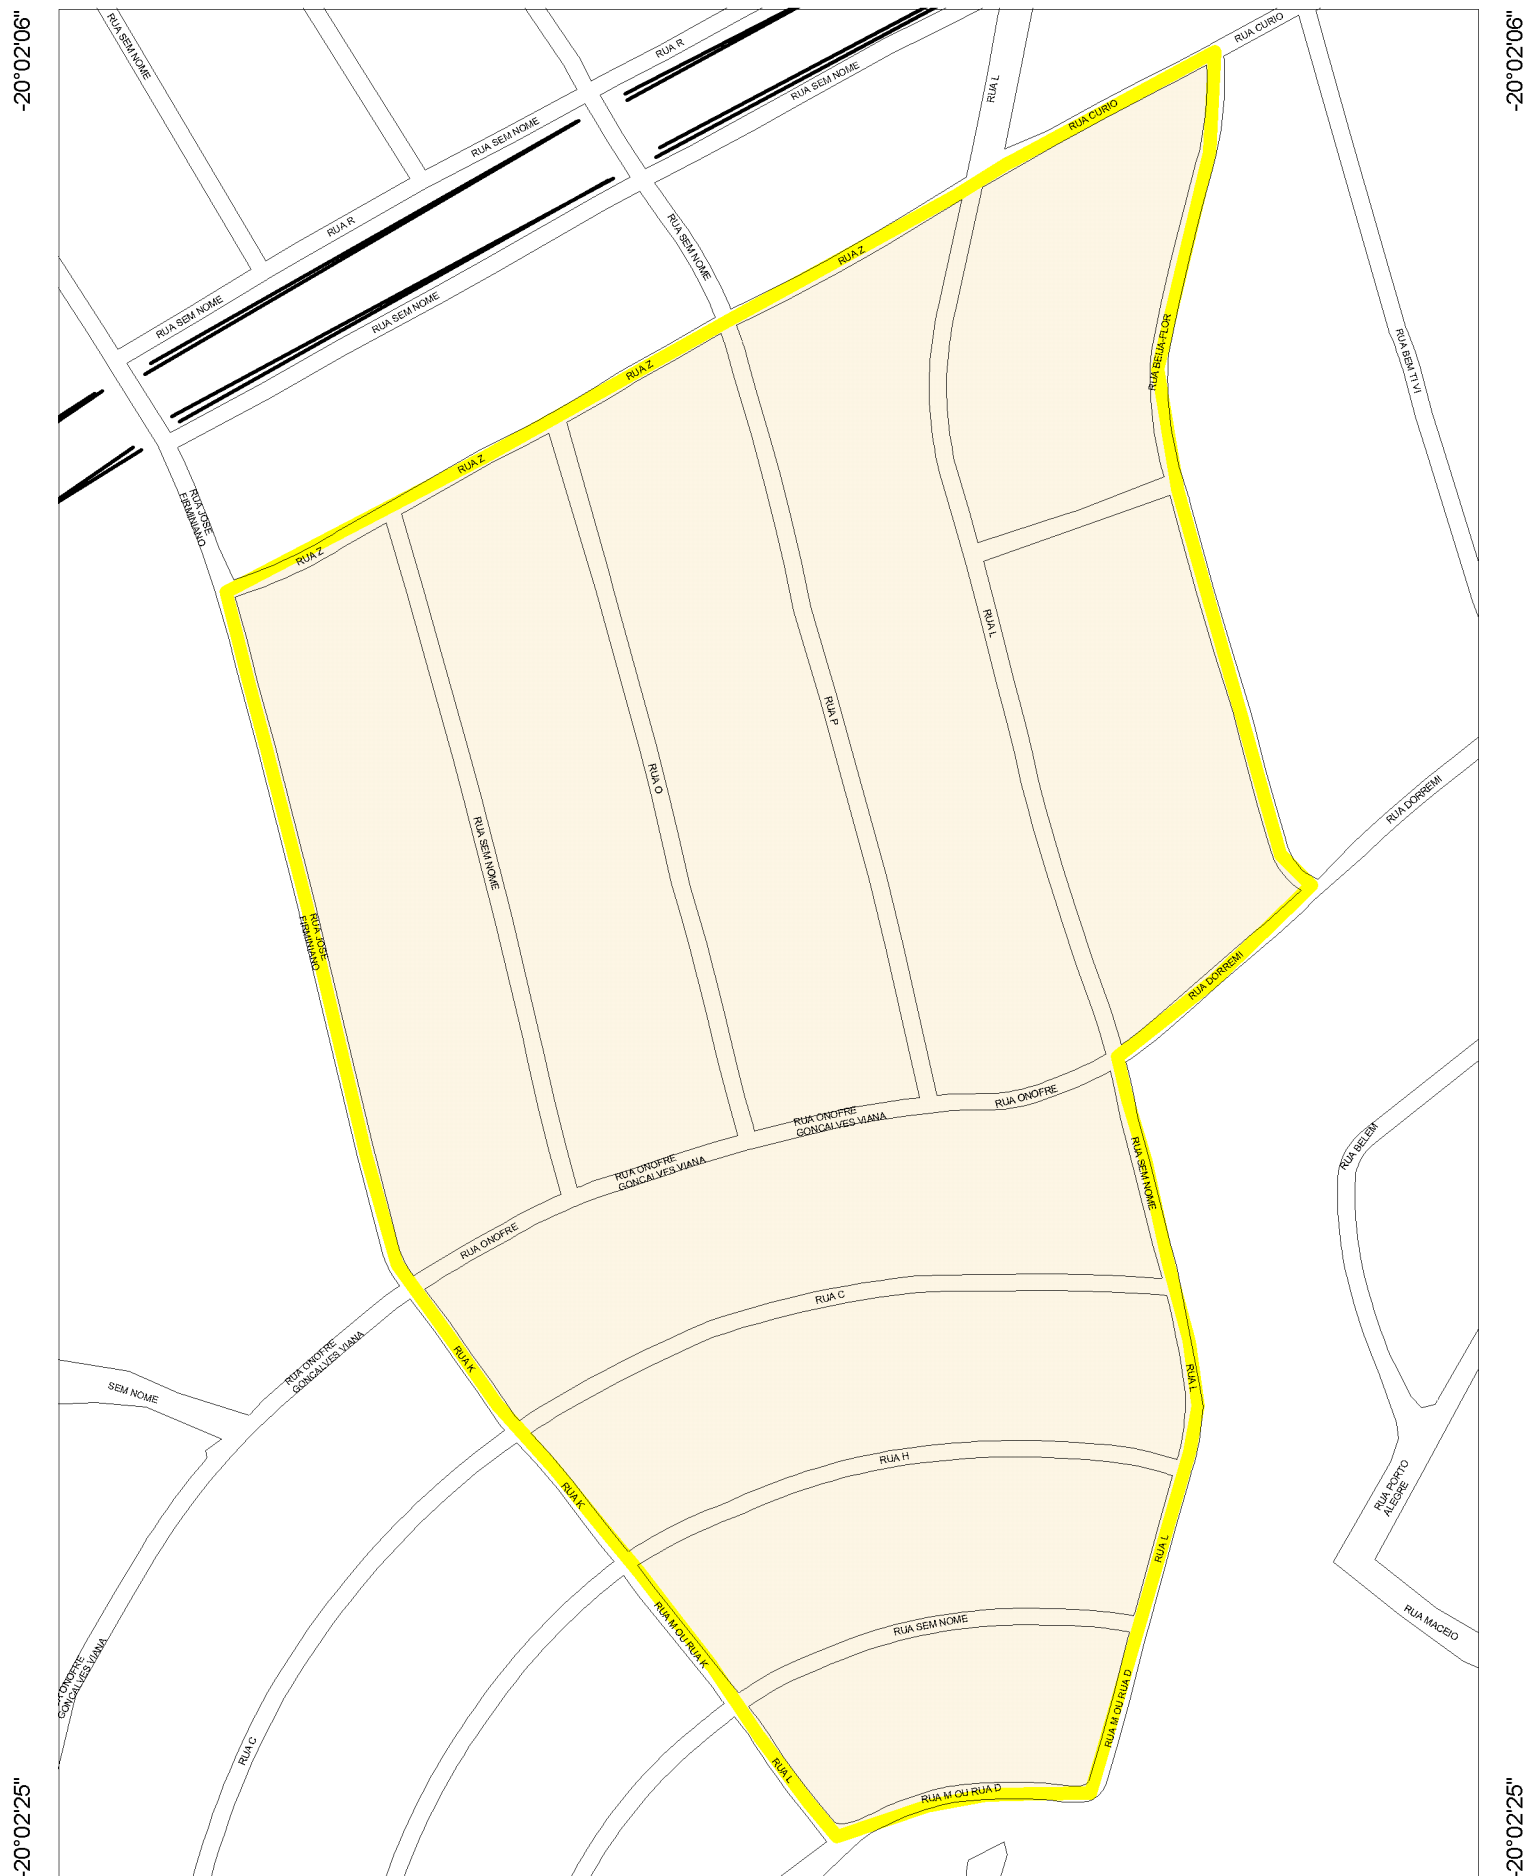 -20°02'06"
-20°02'06"
RUA SEM NOME
RUA R
RUA CURIO
RUA SEM NOME
RUA L
RUA CURIO
RUA SEM NOME
RUA R
RUA SEM NOME
RUA Z
RUA SEM NOME
RUA SEM NOME
RUA BEIJA FLOR
RUA BEM TI VI
RUA Z
RUA Z
RUA JOSE
FIRMINIANO
RUA Z
RUA L
RUA P
RUA O
RUA DORREMI
RUA SEM NOME
RUA JOSE
FIRMINIANO
RUA DORREMI
RUA ONOFRE
RUA ONOFRE
GONCALVES VIANA
RUA BELEM
RUA ONOFRE
GONCALVES VIANA
RUA SEM NOME
RUA ONOFRE
RUA C
RUA K
RUA ONOFRE
GONCALVES VIANA
SEM NOME
RUA L
RUA H
RUA K
RUA PORTO
ALEGRE
RUA L
RUA M OU RUA K
RUA SEM NOME
RUA MACEIO
ONOFRE
GONCALVES VIANA
RUA M OU RUA D
RUA C
RUA L
RUA M OU RUA D
-20°02'25"
-20°02'25"